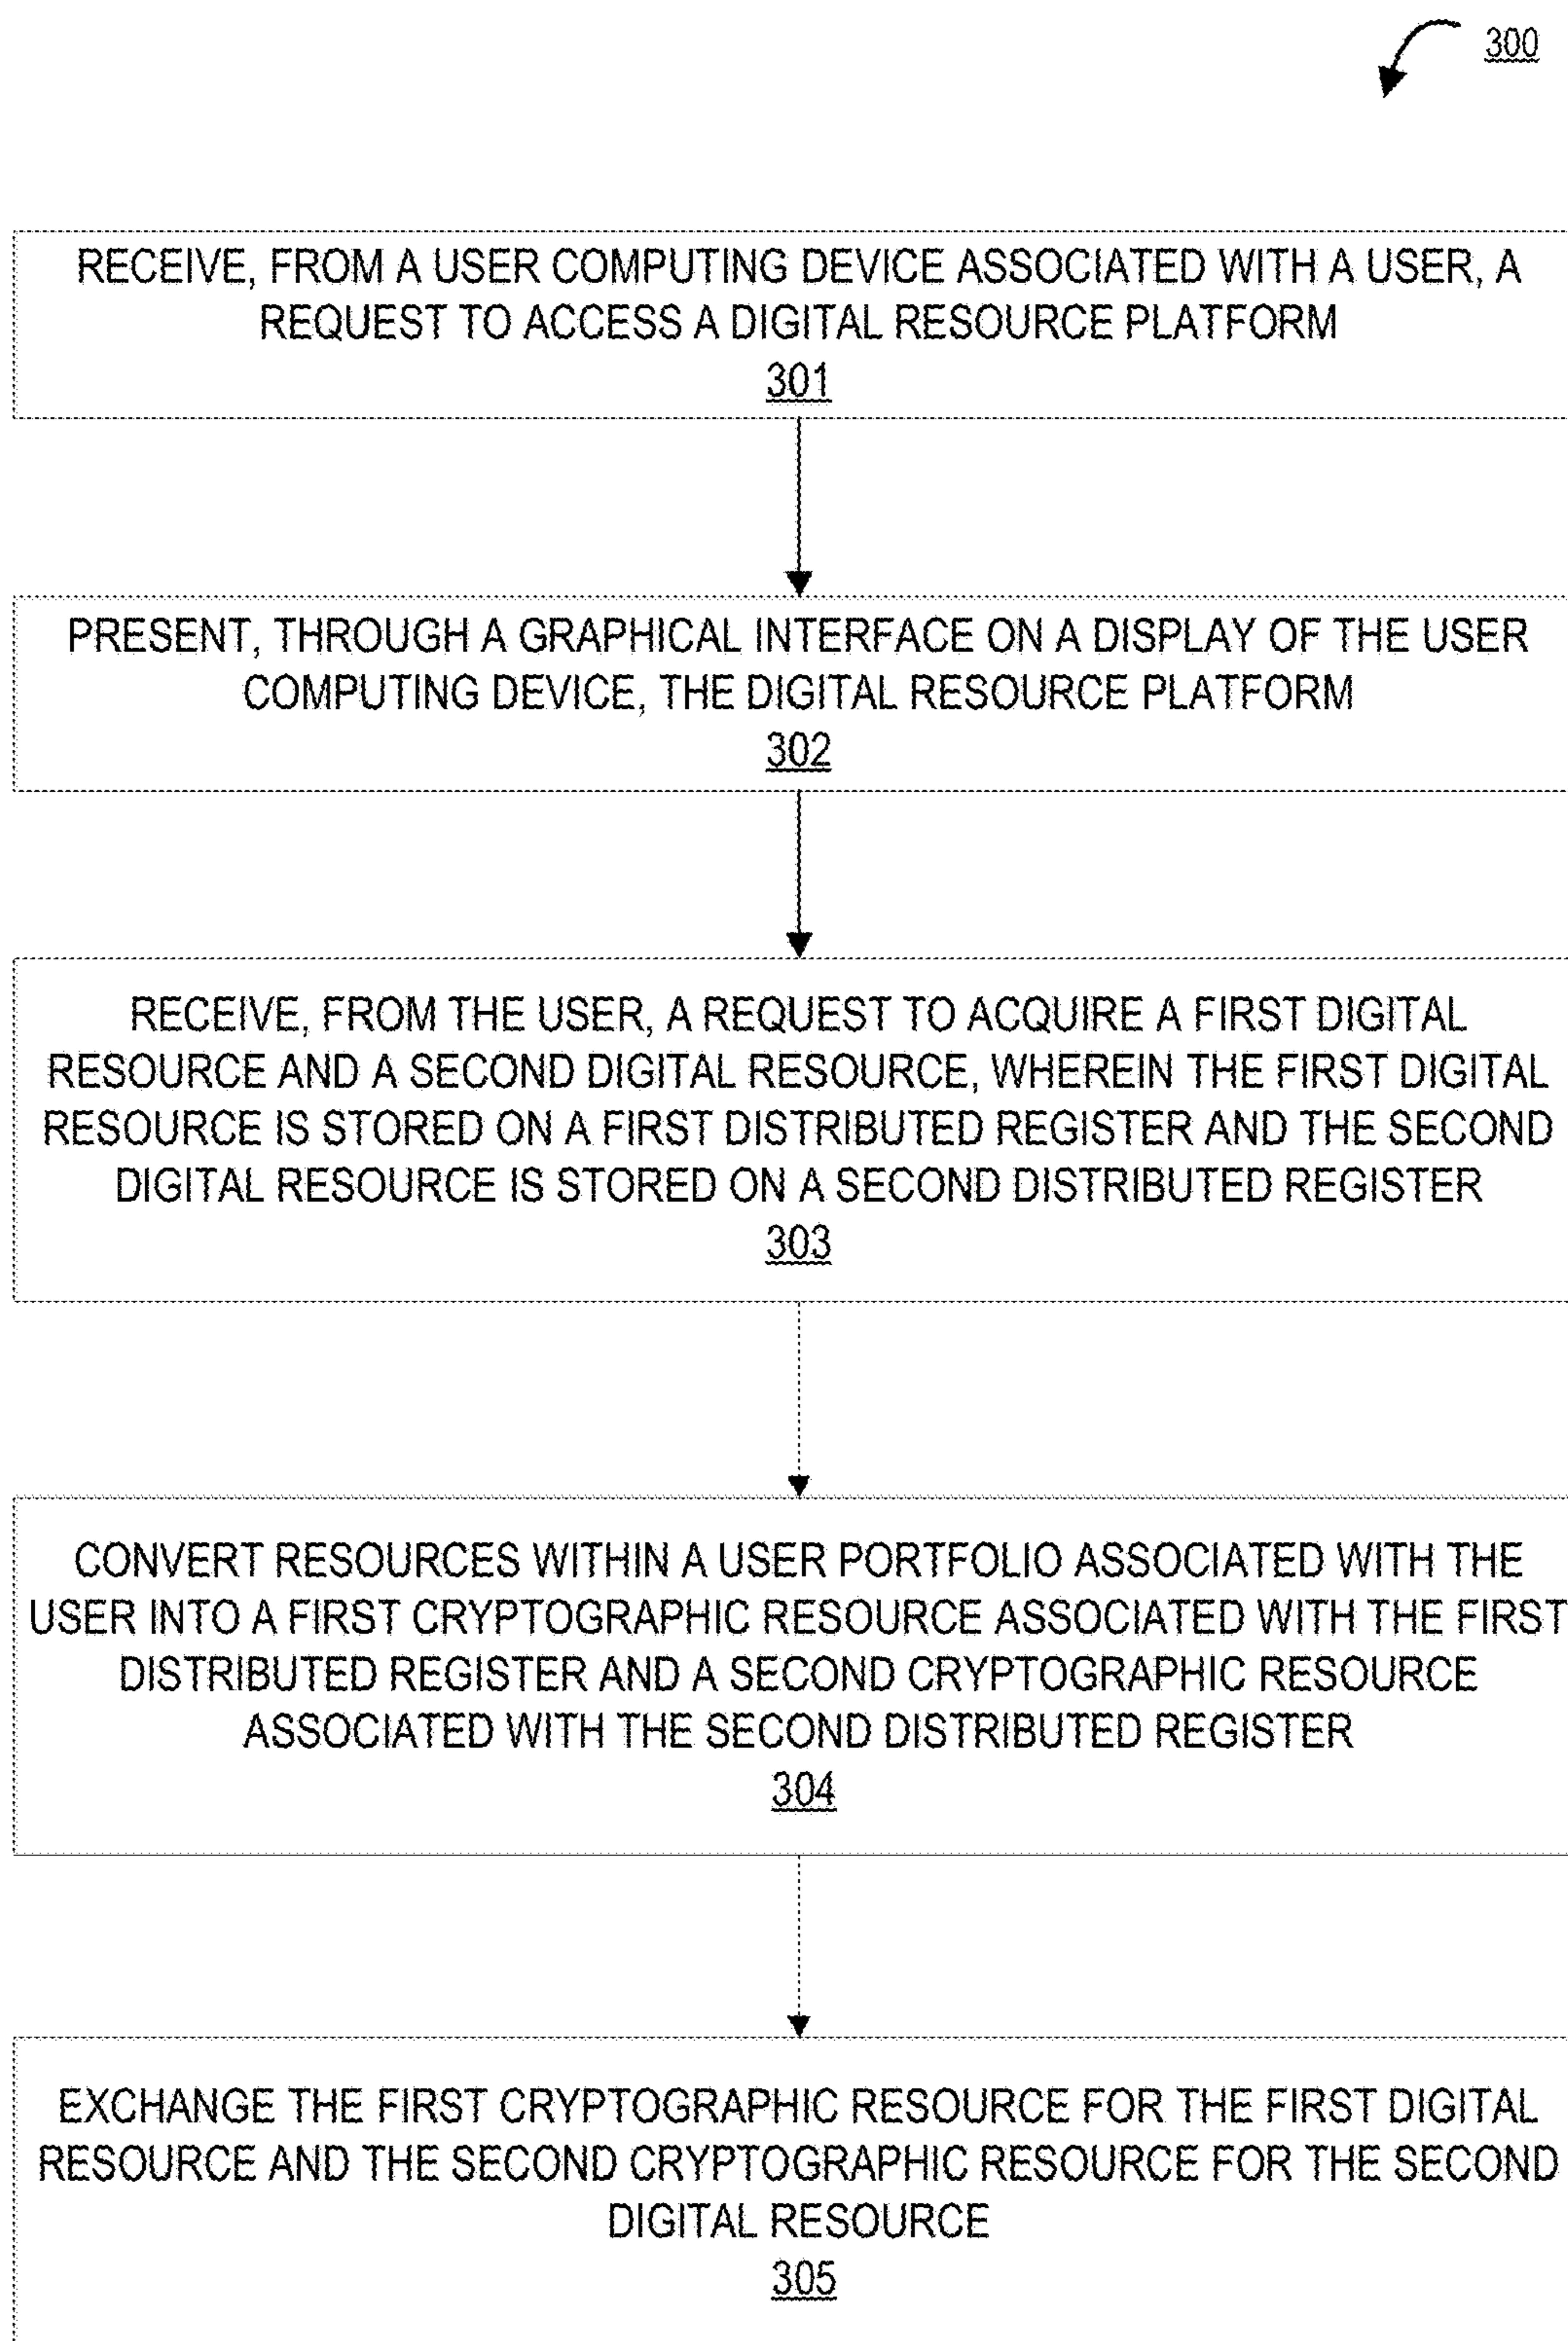 300
RECEIVE, FROM A USER COMPUTING DEVICE ASSOCIATED WITH A USER, A
REQUEST TO ACCESS A DIGITAL RESOURCE PLATFORM
301
PRESENT, THROUGH A GRAPHICAL INTERFACE ON A DISPLAY OF THE USER
COMPUTING DEVICE, THE DIGITAL RESOURCE PLATFORM
302
RECEIVE, FROM THE USER, A REQUEST TO ACQUIRE A FIRST DIGITAL
RESOURCE AND A SECOND DIGITAL RESOURCE, WHEREIN THE FIRST DIGITAL
RESOURCE IS STORED ON A FIRST DISTRIBUTED REGISTER AND THE SECOND
DIGITAL RESOURCE IS STORED ON A SECOND DISTRIBUTED REGISTER
303
CONVERT RESOURCES WITHIN A USER PORTFOLIO ASSOCIATED WITH THE
USER INTO A FIRST CRYPTOGRAPHIC RESOURCE ASSOCIATED WITH THE FIRST
DISTRIBUTED REGISTER AND A SECOND CRYPTOGRAPHIC RESOURCE
ASSOCIATED WITH THE SECOND DISTRIBUTED REGISTER
304
EXCHANGE THE FIRST CRYPTOGRAPHIC RESOURCE FOR THE FIRST DIGITAL
RESOURCE AND THE SECOND CRYPTOGRAPHIC RESOURCE FOR THE SECOND
DIGITAL RESOURCE
305